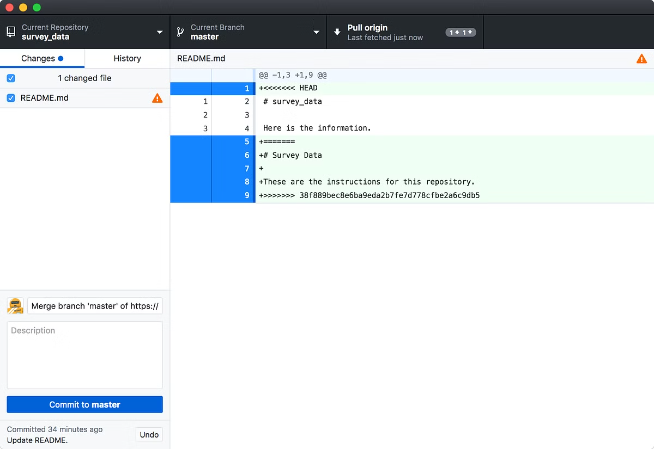 Current Repository
survey_data
Current Branch
master
Pull origin
Last fetched just now
1 1
Changes
History
README.md
1 changed file
README.md
@@ -1,3 +1,9 @@
1 +<<<<<<< HEAD
1 2 # survey_data
2 3
3 4 Here is the information.
5 +=======
6 +# Survey Data
7 +
8 +These are the instructions for this repository.
9 +>>>>>>> 38f889bec8e6ba9eda2b7fe7d778cfbe2a6c9db5
Merge branch 'master' of https://
Description
Commit to master
Committed 34 minutes ago
Update README.
Undo